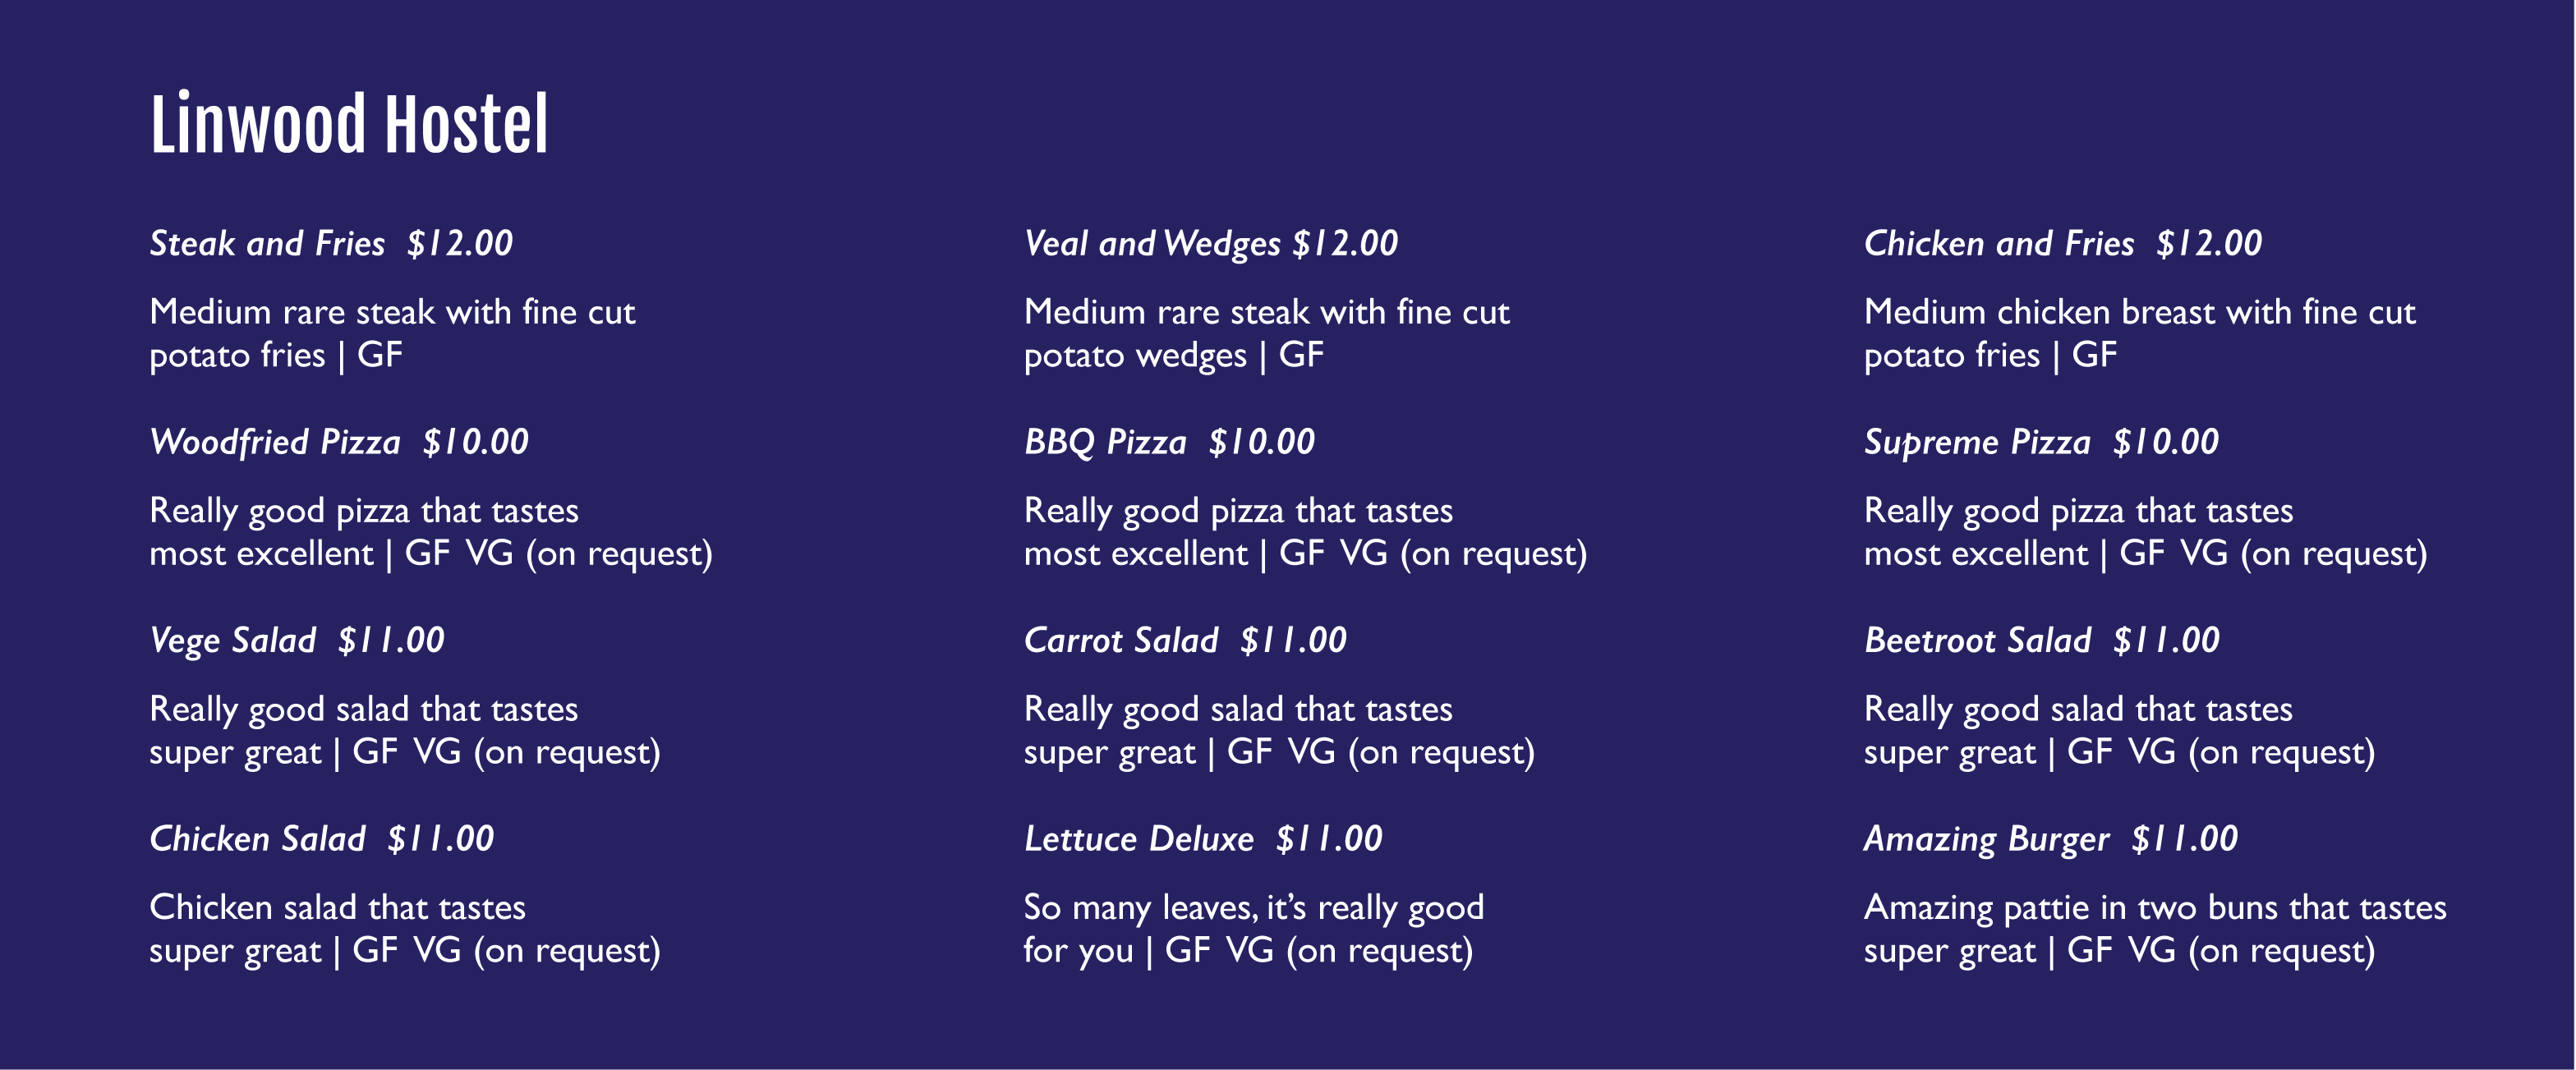 Linwood Hostel
Steak and Fries  $12.00
Medium rare steak with fine cut
potato fries | GF
Woodfried Pizza  $10.00
Really good pizza that tastes
most excellent | GF VG (on request)
Vege Salad  $11.00
Really good salad that tastes
super great | GF VG (on request)
Chicken Salad  $11.00
Chicken salad that tastes
super great | GF VG (on request)
Veal and Wedges $12.00
Medium rare steak with fine cut
potato wedges | GF
BBQ Pizza  $10.00
Really good pizza that tastes
most excellent | GF VG (on request)
Carrot Salad  $11.00
Really good salad that tastes
super great | GF VG (on request)
Lettuce Deluxe  $11.00
So many leaves, it’s really good
for you | GF VG (on request)
Chicken and Fries  $12.00
Medium chicken breast with fine cut
potato fries | GF
Supreme Pizza  $10.00
Really good pizza that tastes
most excellent | GF VG (on request)
Beetroot Salad  $11.00
Really good salad that tastes
super great | GF VG (on request)
Amazing Burger  $11.00
Amazing pattie in two buns that tastes
super great | GF VG (on request)